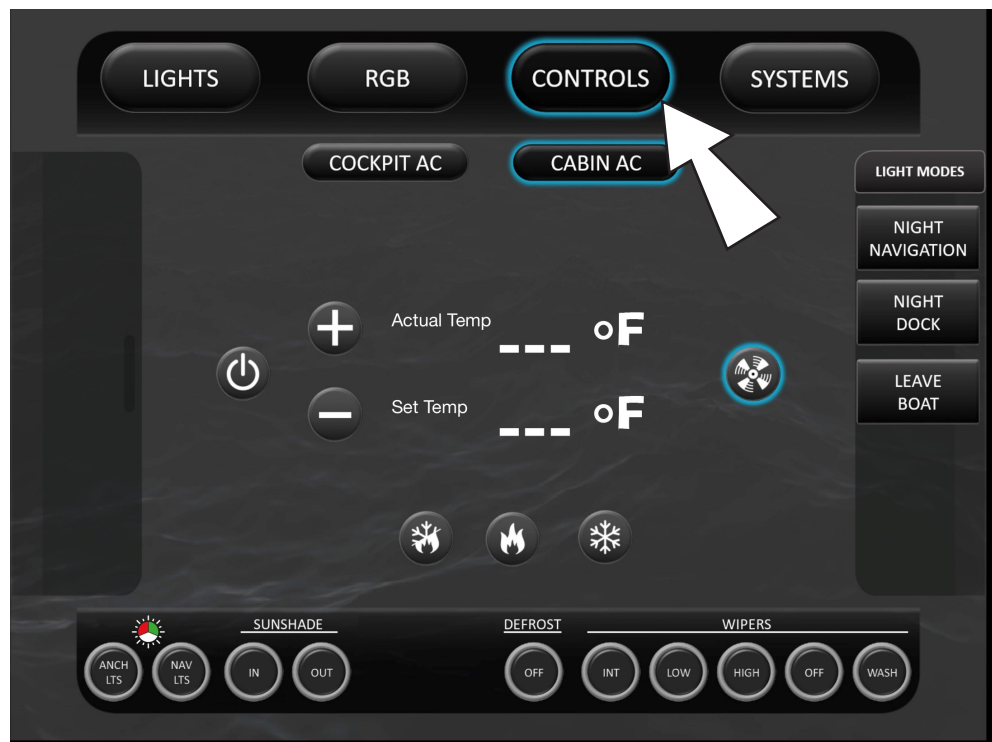 LIGHTS
RGB
CONTROLS
SYSTEMS
COCKPIT AC
CABIN AC
LIGHT MODES
NIGHT
NAVIGATION
NIGHT
DOCK
LEAVE
BOAT
Actual Temp
_ _ _ °F
Set Temp
_ _ _ °F
SUNSHADE
DEFROST
WIPERS
ANCH
LTS
NAV
LTS
IN
OUT
OFF
INT
LOW
HIGH
OFF
WASH